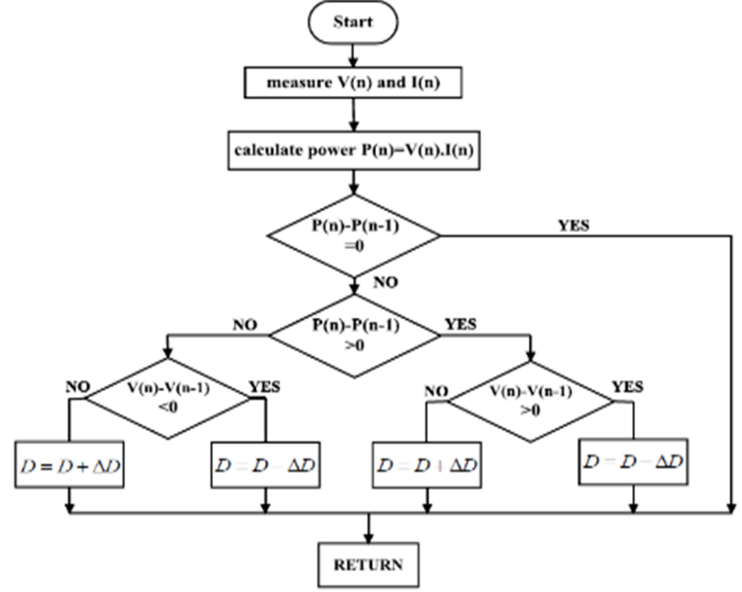 Start
measure V(n) and I(n)
calculate power P(n)=V(n).I(n)
P(n)-P(n-1)
=0
YES
NO
P(n)-P(n-1)
>0
NO
YES
V(n)-V(n-1)
<0
NO
YES
V(n)-V(n-1)
>0
NO
YES
D = D + ΔD
D = D - ΔD
D = D + ΔD
D = D - ΔD
RETURN